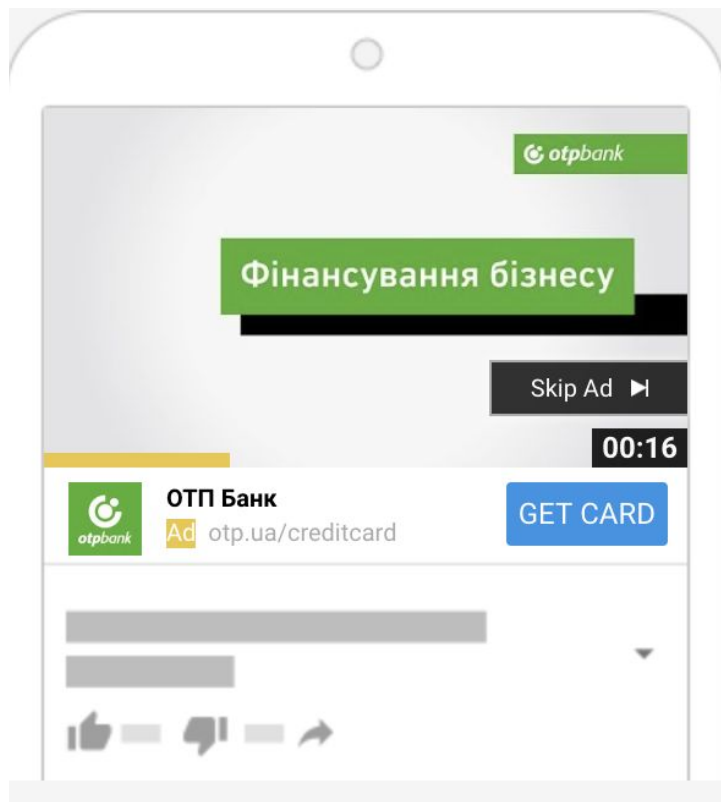 otpbank
Фінансування бізнесу
Skip Ad
00:16
otpbank
ОТП Банк
Ad otp.ua/creditcard
GET CARD